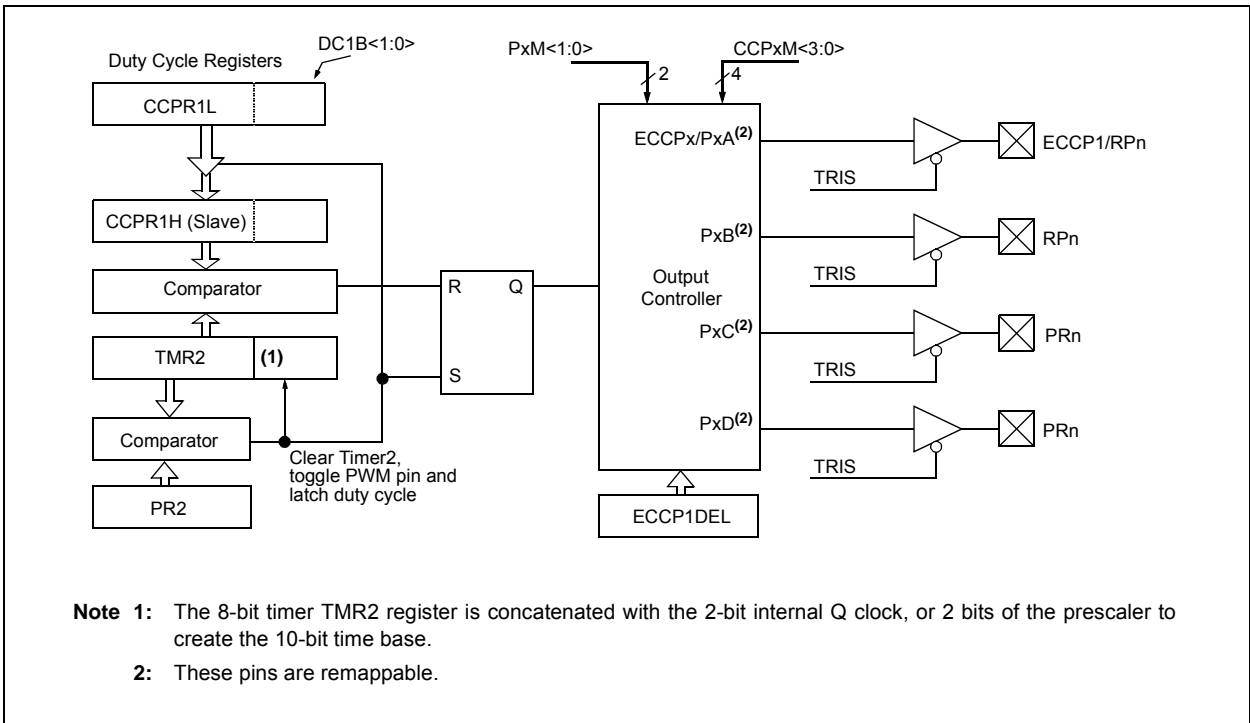 DC1B<1:0>
Duty Cycle Registers
CCPR1L
CCPR1H (Slave)
Comparator
TMR2
(1)
Comparator
PR2
Clear Timer2,
toggle PWM pin and
latch duty cycle
R
Q
S
PxM<1:0>
2
CCPxM<3:0>
4
ECCPx/PxA(2)
PxB(2)
Output
Controller
PxC(2)
PxD(2)
ECCP1DEL
TRIS
ECCP1/RPn
TRIS
RPn
TRIS
PRn
TRIS
PRn
Note 1: The 8-bit timer TMR2 register is concatenated with the 2-bit internal Q clock, or 2 bits of the prescaler to
create the 10-bit time base.
2: These pins are remappable.